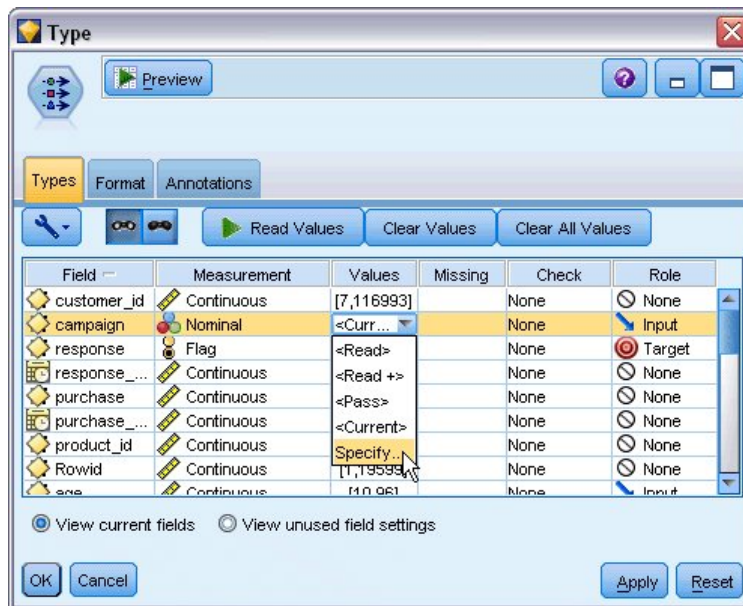 Type
Preview
Types Format Annotations
Read Values Clear Values Clear All Values
Field Measurement Values Missing Check Role
customer_id Continuous [7,116993] None None
campaign Nominal <Curr... None Input
response Flag None Target
response_... Continuous None None
purchase Continuous None None
purchase_... Continuous None None
product_id Continuous None None
Rowid Continuous None None
age Continuous [10,96] None Input
<Read>
<Read +>
<Pass>
<Current>
Specify...
View current fields View unused field settings
OK Cancel Apply Reset